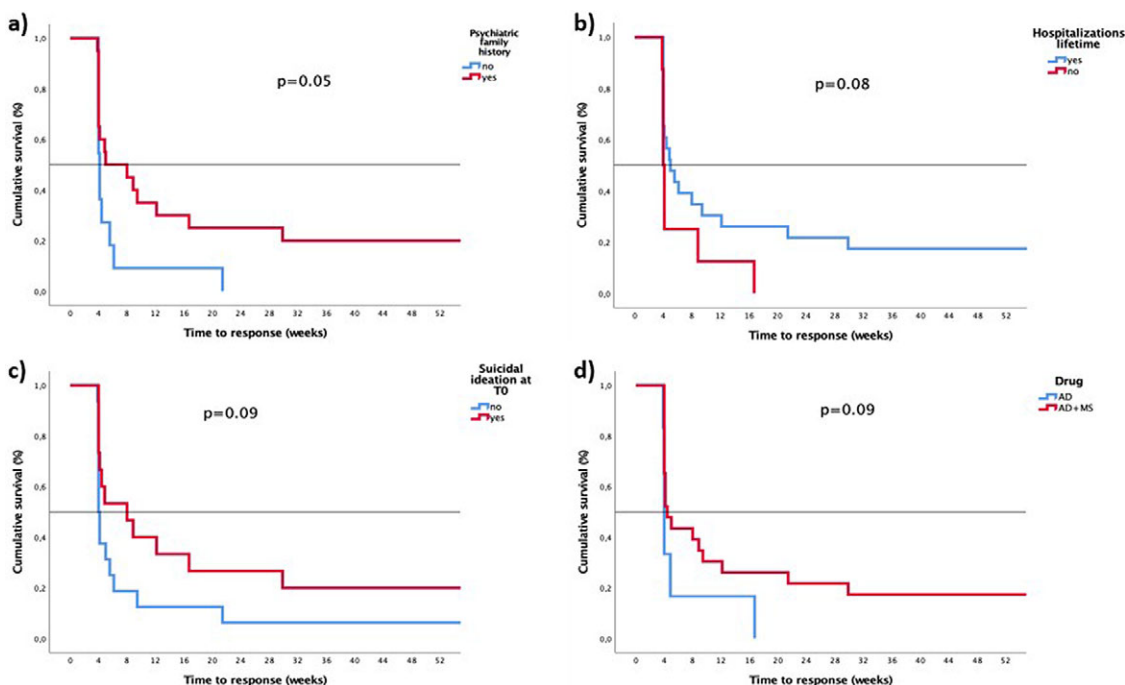 a)
Psychiatric
family
history
no
yes
p=0.05
1,0
0,8
0,6
0,4
0,2
0,0
Cumulative survival (%)
0 4 8 12 16 20 24 28 32 36 40 44 48 52
Time to response (weeks)
b)
Hospitalizations
lifetime
yes
no
p=0.08
1,0
0,8
0,6
0,4
0,2
0,0
Cumulative survival (%)
0 4 8 12 16 20 24 28 32 36 40 44 48 52
Time to response (weeks)
c)
Suicidal
ideation at
T0
no
yes
p=0.09
1,0
0,8
0,6
0,4
0,2
0,0
Cumulative survival (%)
0 4 8 12 16 20 24 28 32 36 40 44 48 52
Time to response (weeks)
d)
Drug
AD
AD+MS
p=0.09
1,0
0,8
0,6
0,4
0,2
0,0
Cumulative survival (%)
0 4 8 12 16 20 24 28 32 36 40 44 48 52
Time to response (weeks)